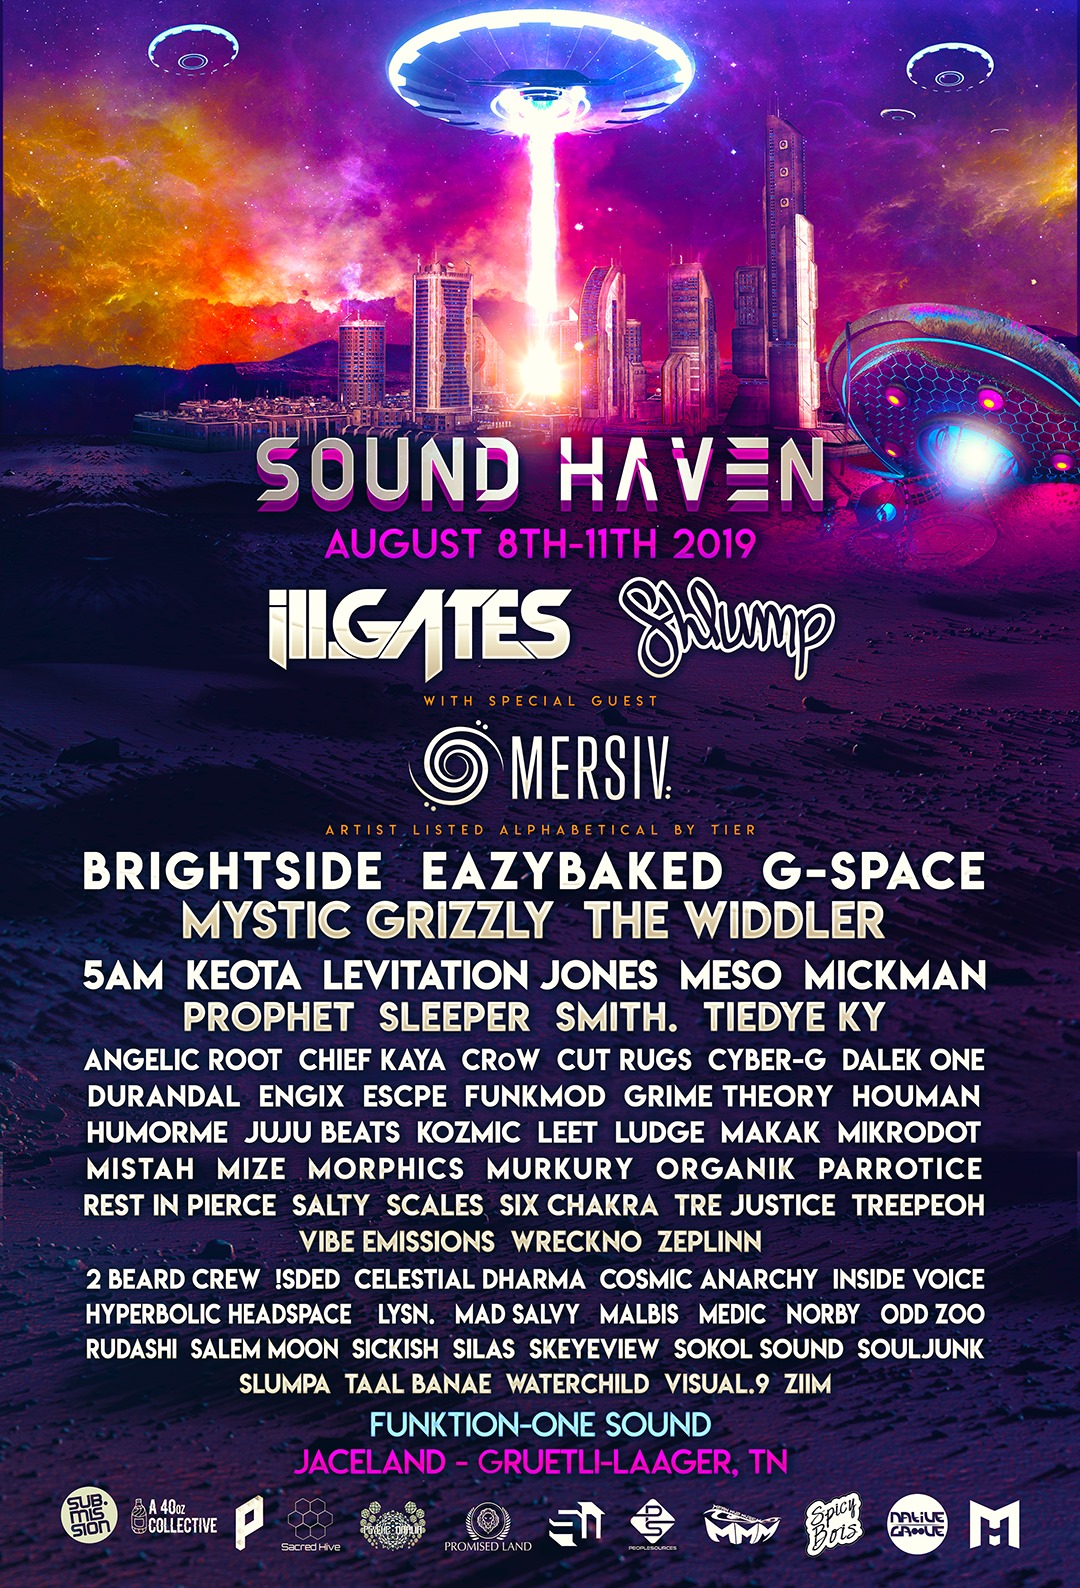 SOUND HAVEN
AUGUST 8TH-11TH 2019
ill.GATES Shlump
WITH SPECIAL GUEST
MERSIV
ARTIST LISTED ALPHABETICAL BY TIER
BRIGHTSIDE EAZYBAKED G-SPACE
MYSTIC GRIZZLY THE WIDDLER
5AM KEOTA LEVITATION JONES MESO MICKMAN
PROPHET SLEEPER SMITH. TIEDYE KY
ANGELIC ROOT CHIEF KAYA CRoW CUT RUGS CYBER-G DALEK ONE
DURANDAL ENGIX ESCPE FUNKMOD GRIME THEORY HOUMAN
HUMORME JUJU BEATS KOZMIC LEET LUDGE MAKAK MIKRODOT
MISTAH MIZE MORPHICS MURKURY ORGANIK PARROTICE
REST IN PIERCE SALTY SCALES SIX CHAKRA TRE JUSTICE TREEPEOH
VIBE EMISSIONS WRECKNO ZEPLINN
2 BEARD CREW !SDED CELESTIAL DHARMA COSMIC ANARCHY INSIDE VOICE
HYPERBOLIC HEADSPACE LYSN. MAD SALVY MALBIS MEDIC NORBY ODD ZOO
RUDASHI SALEM MOON SICKISH SILAS SKEYEVIEW SOKOL SOUND SOULJUNK
SLUMPA TAAL BANAE WATERCHILD VISUAL.9 ZIIM
FUNKTION-ONE SOUND
JACELAND - GRUETLI-LAAGER, TN
SUB.
MIS
SION
A 40oz
COLLECTIVE
P
Sacred Hive
PROMISED LAND
PEOPLESOURCES
Spicy
Bois
NATIVE
GROOVE
M